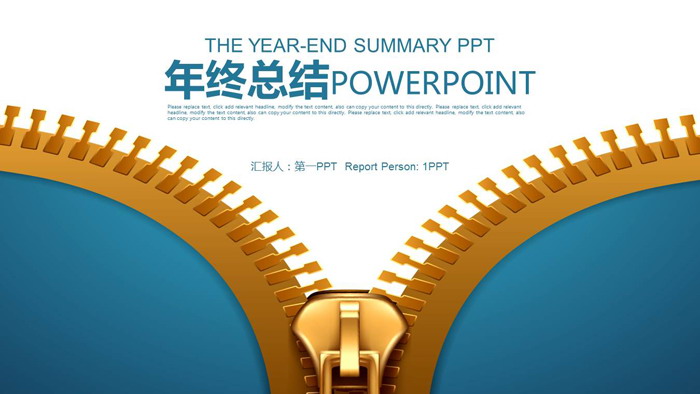 THE YEAR-END SUMMARY PPT
年终总结POWERPOINT
Please replace text, click add relevant headline, modify the text content, also can copy your content to this directly. Please replace text, click add relevant
headline, modify the text content, also can copy your content to this directly. Please replace text, click add relevant headline, modify the text content, also
can copy your content to this directly.
汇报人：第一PPT Report Person: 1PPT